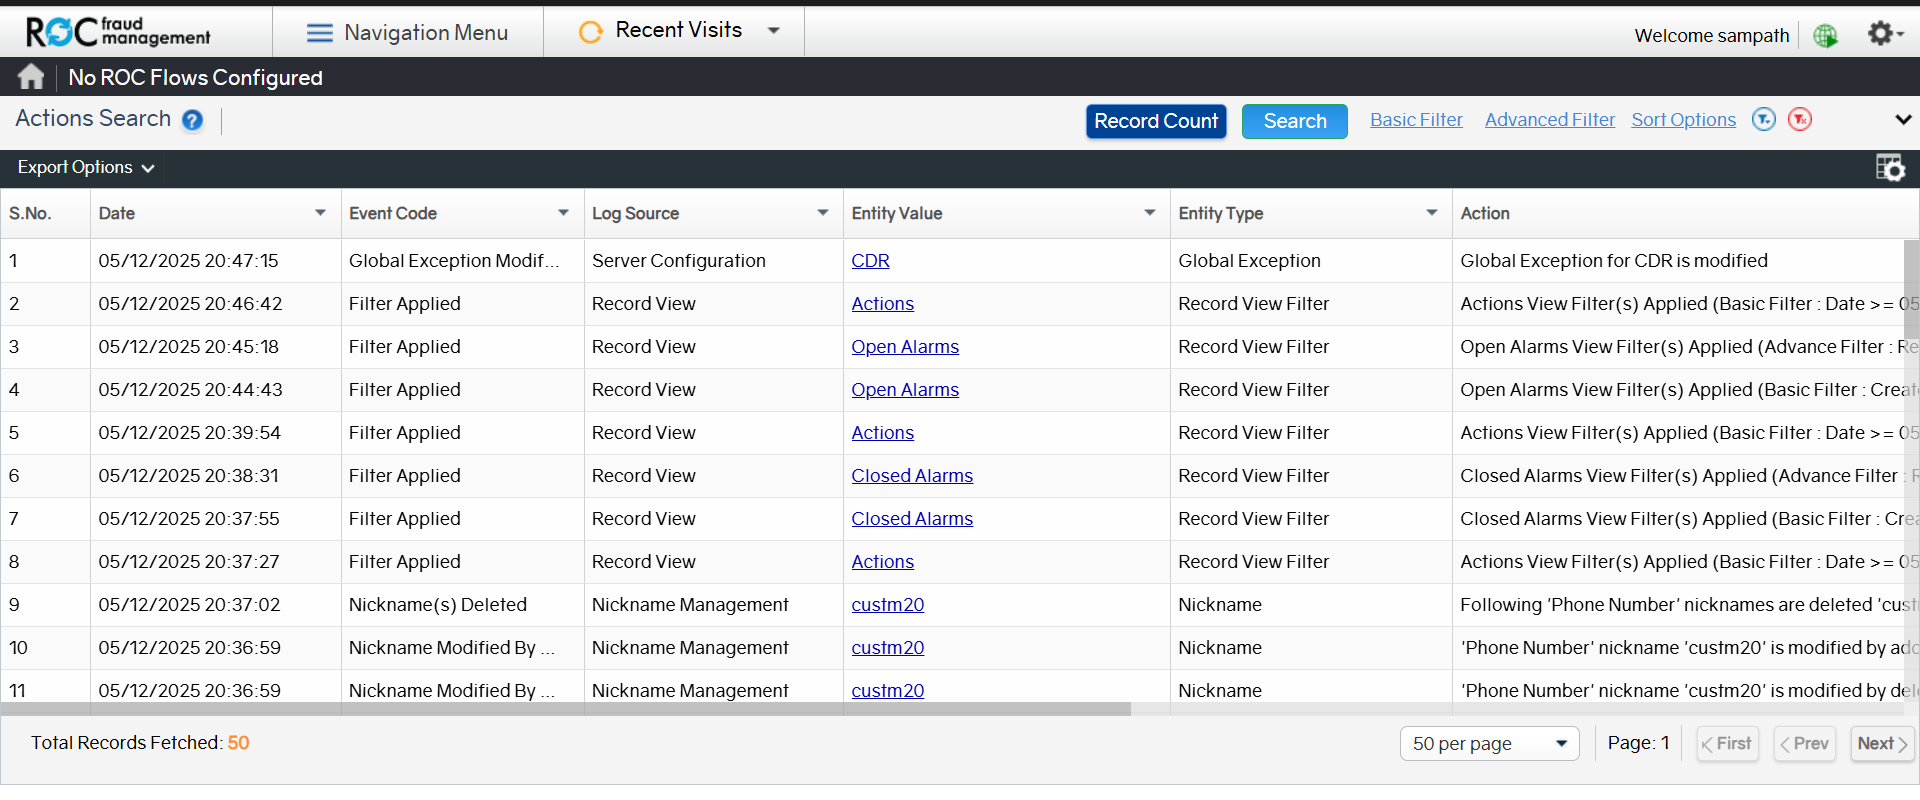 ROC fraud management
Navigation Menu
Recent Visits
Welcome sampath
No ROC Flows Configured
Actions Search
Record Count
Search
Basic Filter
Advanced Filter
Sort Options
Export Options
S.No. Date Event Code Log Source Entity Value Entity Type Action
1 05/12/2025 20:47:15 Global Exception Modif... Server Configuration CDR Global Exception Global Exception for CDR is modified
2 05/12/2025 20:46:42 Filter Applied Record View Actions Record View Filter Actions View Filter(s) Applied (Basic Filter : Date >= 05
3 05/12/2025 20:45:18 Filter Applied Record View Open Alarms Record View Filter Open Alarms View Filter(s) Applied (Advance Filter : Re
4 05/12/2025 20:44:43 Filter Applied Record View Open Alarms Record View Filter Open Alarms View Filter(s) Applied (Basic Filter : Creat
5 05/12/2025 20:39:54 Filter Applied Record View Actions Record View Filter Actions View Filter(s) Applied (Basic Filter : Date >= 05
6 05/12/2025 20:38:31 Filter Applied Record View Closed Alarms Record View Filter Closed Alarms View Filter(s) Applied (Advance Filter : R
7 05/12/2025 20:37:55 Filter Applied Record View Closed Alarms Record View Filter Closed Alarms View Filter(s) Applied (Basic Filter : Cre
8 05/12/2025 20:37:27 Filter Applied Record View Actions Record View Filter Actions View Filter(s) Applied (Basic Filter : Date >= 05
9 05/12/2025 20:37:02 Nickname(s) Deleted Nickname Management custm20 Nickname Following 'Phone Number' nicknames are deleted 'cust
10 05/12/2025 20:36:59 Nickname Modified By ... Nickname Management custm20 Nickname 'Phone Number' nickname 'custm20' is modified by add
11 05/12/2025 20:36:59 Nickname Modified By ... Nickname Management custm20 Nickname 'Phone Number' nickname 'custm20' is modified by del
Total Records Fetched: 50
50 per page
Page: 1
First
Prev
Next